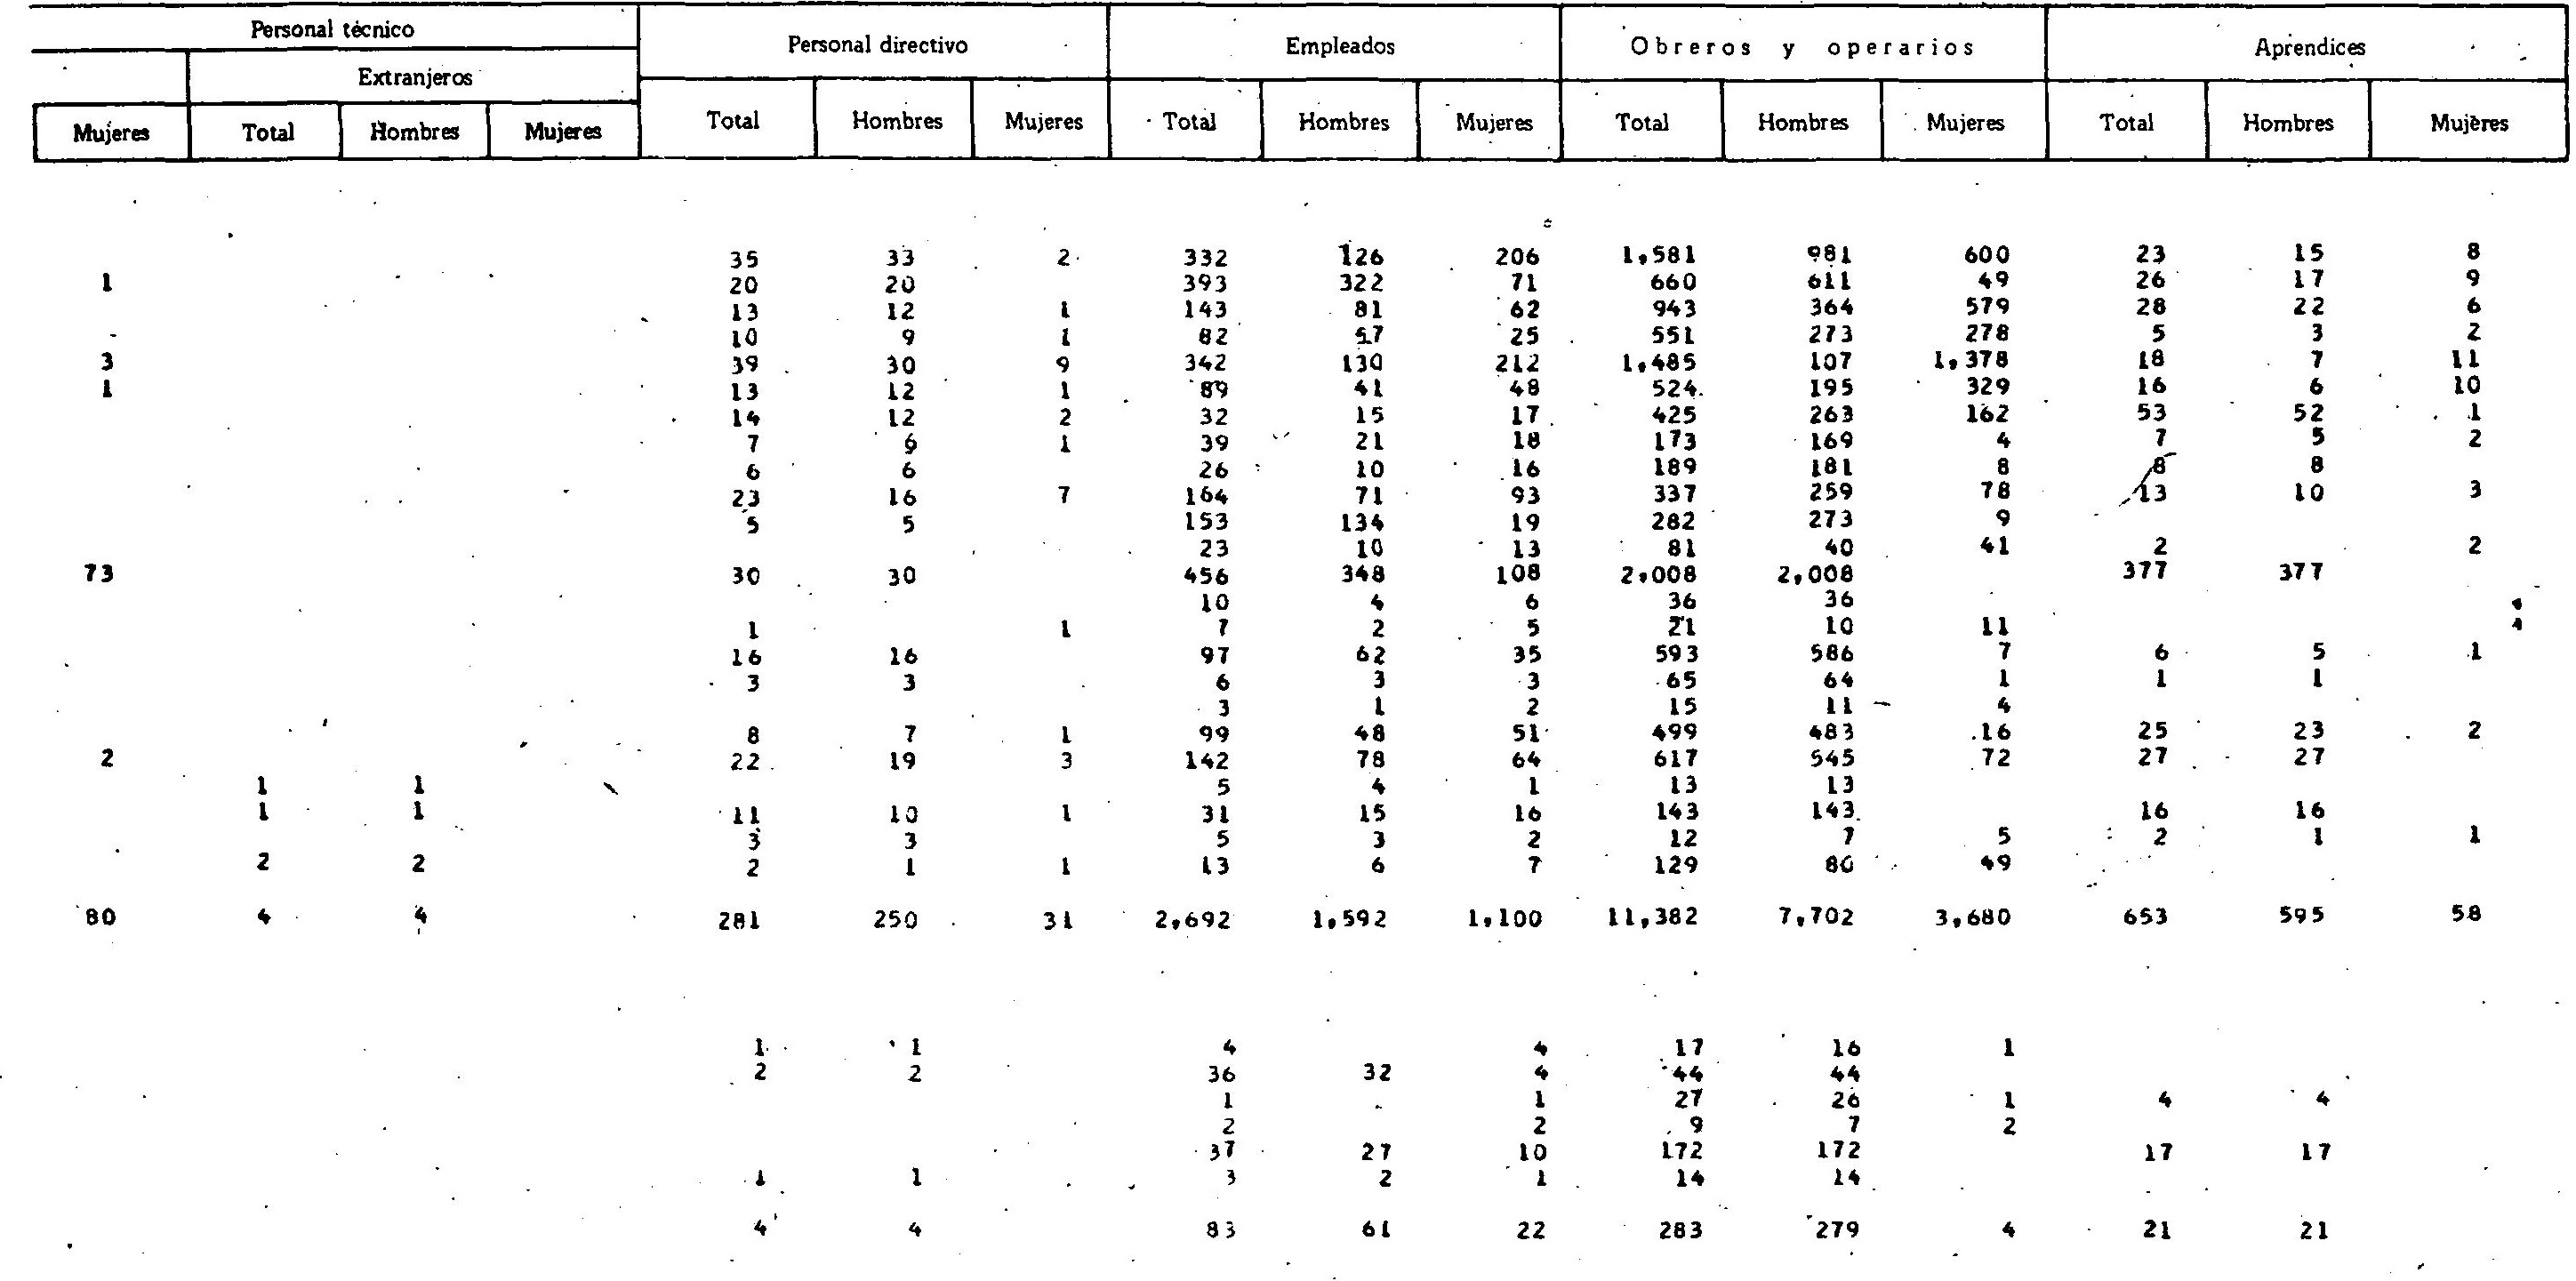 Personal técnico Personal directivo Empleados Obreros y operarios Aprendices
Extranjeros
Mujeres Total Hombres Mujeres Total Hombres Mujeres Total Hombres Mujeres Total Hombres Mujeres Total Hombres Mujeres
35 33 2 332 126 206 1,581 981 600 23 15 8
1 20 20 393 322 71 660 611 49 26 17 9
13 12 1 143 81 62 943 364 579 28 22 6
10 9 1 82 57 25 551 273 278 5 3 2
3 39 30 9 342 130 212 1,485 107 1,378 18 7 11
1 13 12 1 89 41 48 524 195 329 16 6 10
14 12 2 32 15 17 425 263 162 53 52 1
7 6 1 39 21 18 173 169 4 7 5 2
6 6 26 10 16 189 181 8 8 8
23 16 7 164 71 93 337 259 78 13 10 3
5 5 153 134 19 282 273 9
23 10 13 81 40 41 2 2
73 30 30 456 348 108 2,008 2,008 377 377
10 4 6 36 36
1 1 7 2 5 21 10 11
16 16 97 62 35 593 586 7 6 5 1
3 3 6 3 3 65 64 1 1 1
3 1 2 15 11 4
8 7 1 99 48 51 499 483 16 25 23 2
2 22 19 3 142 78 64 617 545 72 27 27
1 1 5 4 1 13 13
1 1 11 10 1 31 15 16 143 143 16 16
3 3 5 3 2 12 7 5 2 1 1
2 2 2 1 1 13 6 7 129 80 49
80 4 4 281 250 31 2,692 1,592 1,100 11,382 7,702 3,680 653 595 58
1 1 4 4 17 16 1
2 2 36 32 4 44 44
1 1 27 26 1 4 4
2 2 9 7 2
37 27 10 172 172 17 17
1 1 3 2 1 14 14
4 4 83 61 22 283 279 4 21 21